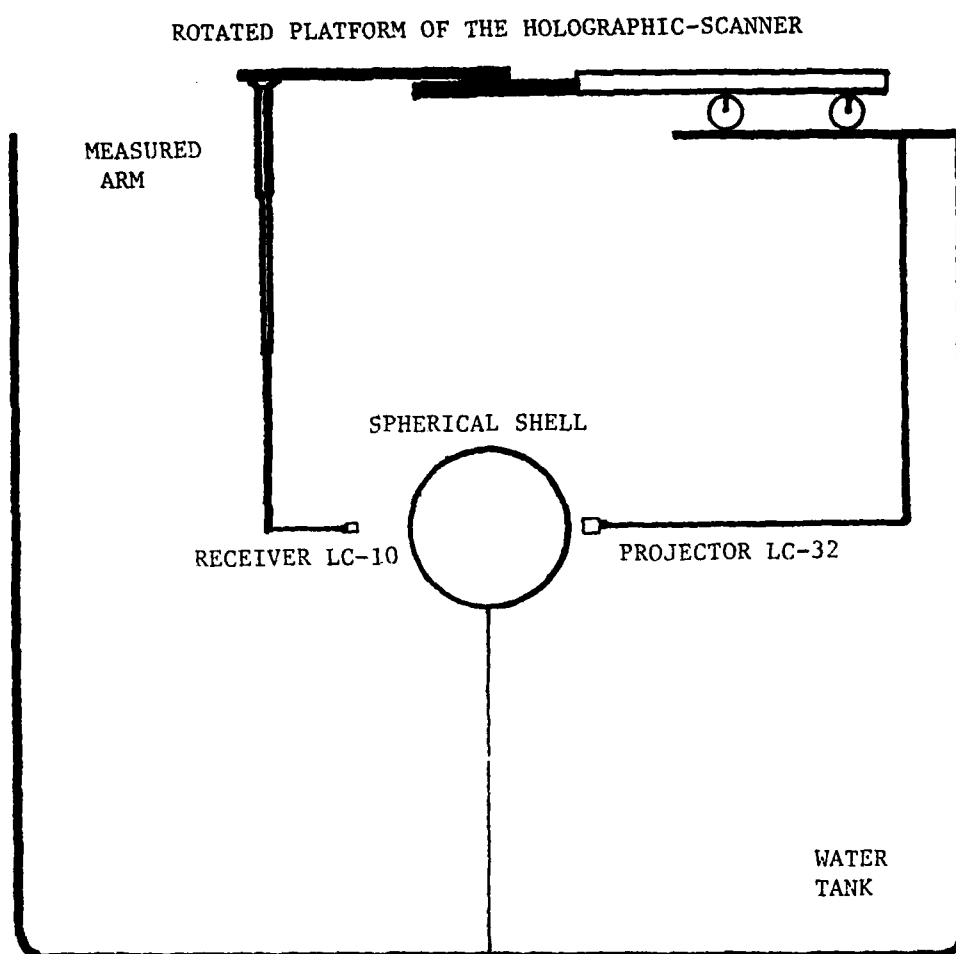 ROTATED PLATFORM OF THE HOLOGRAPHIC-SCANNER
MEASURED
ARM
SPHERICAL SHELL
RECEIVER LC-10
PROJECTOR LC-32
WATER
TANK